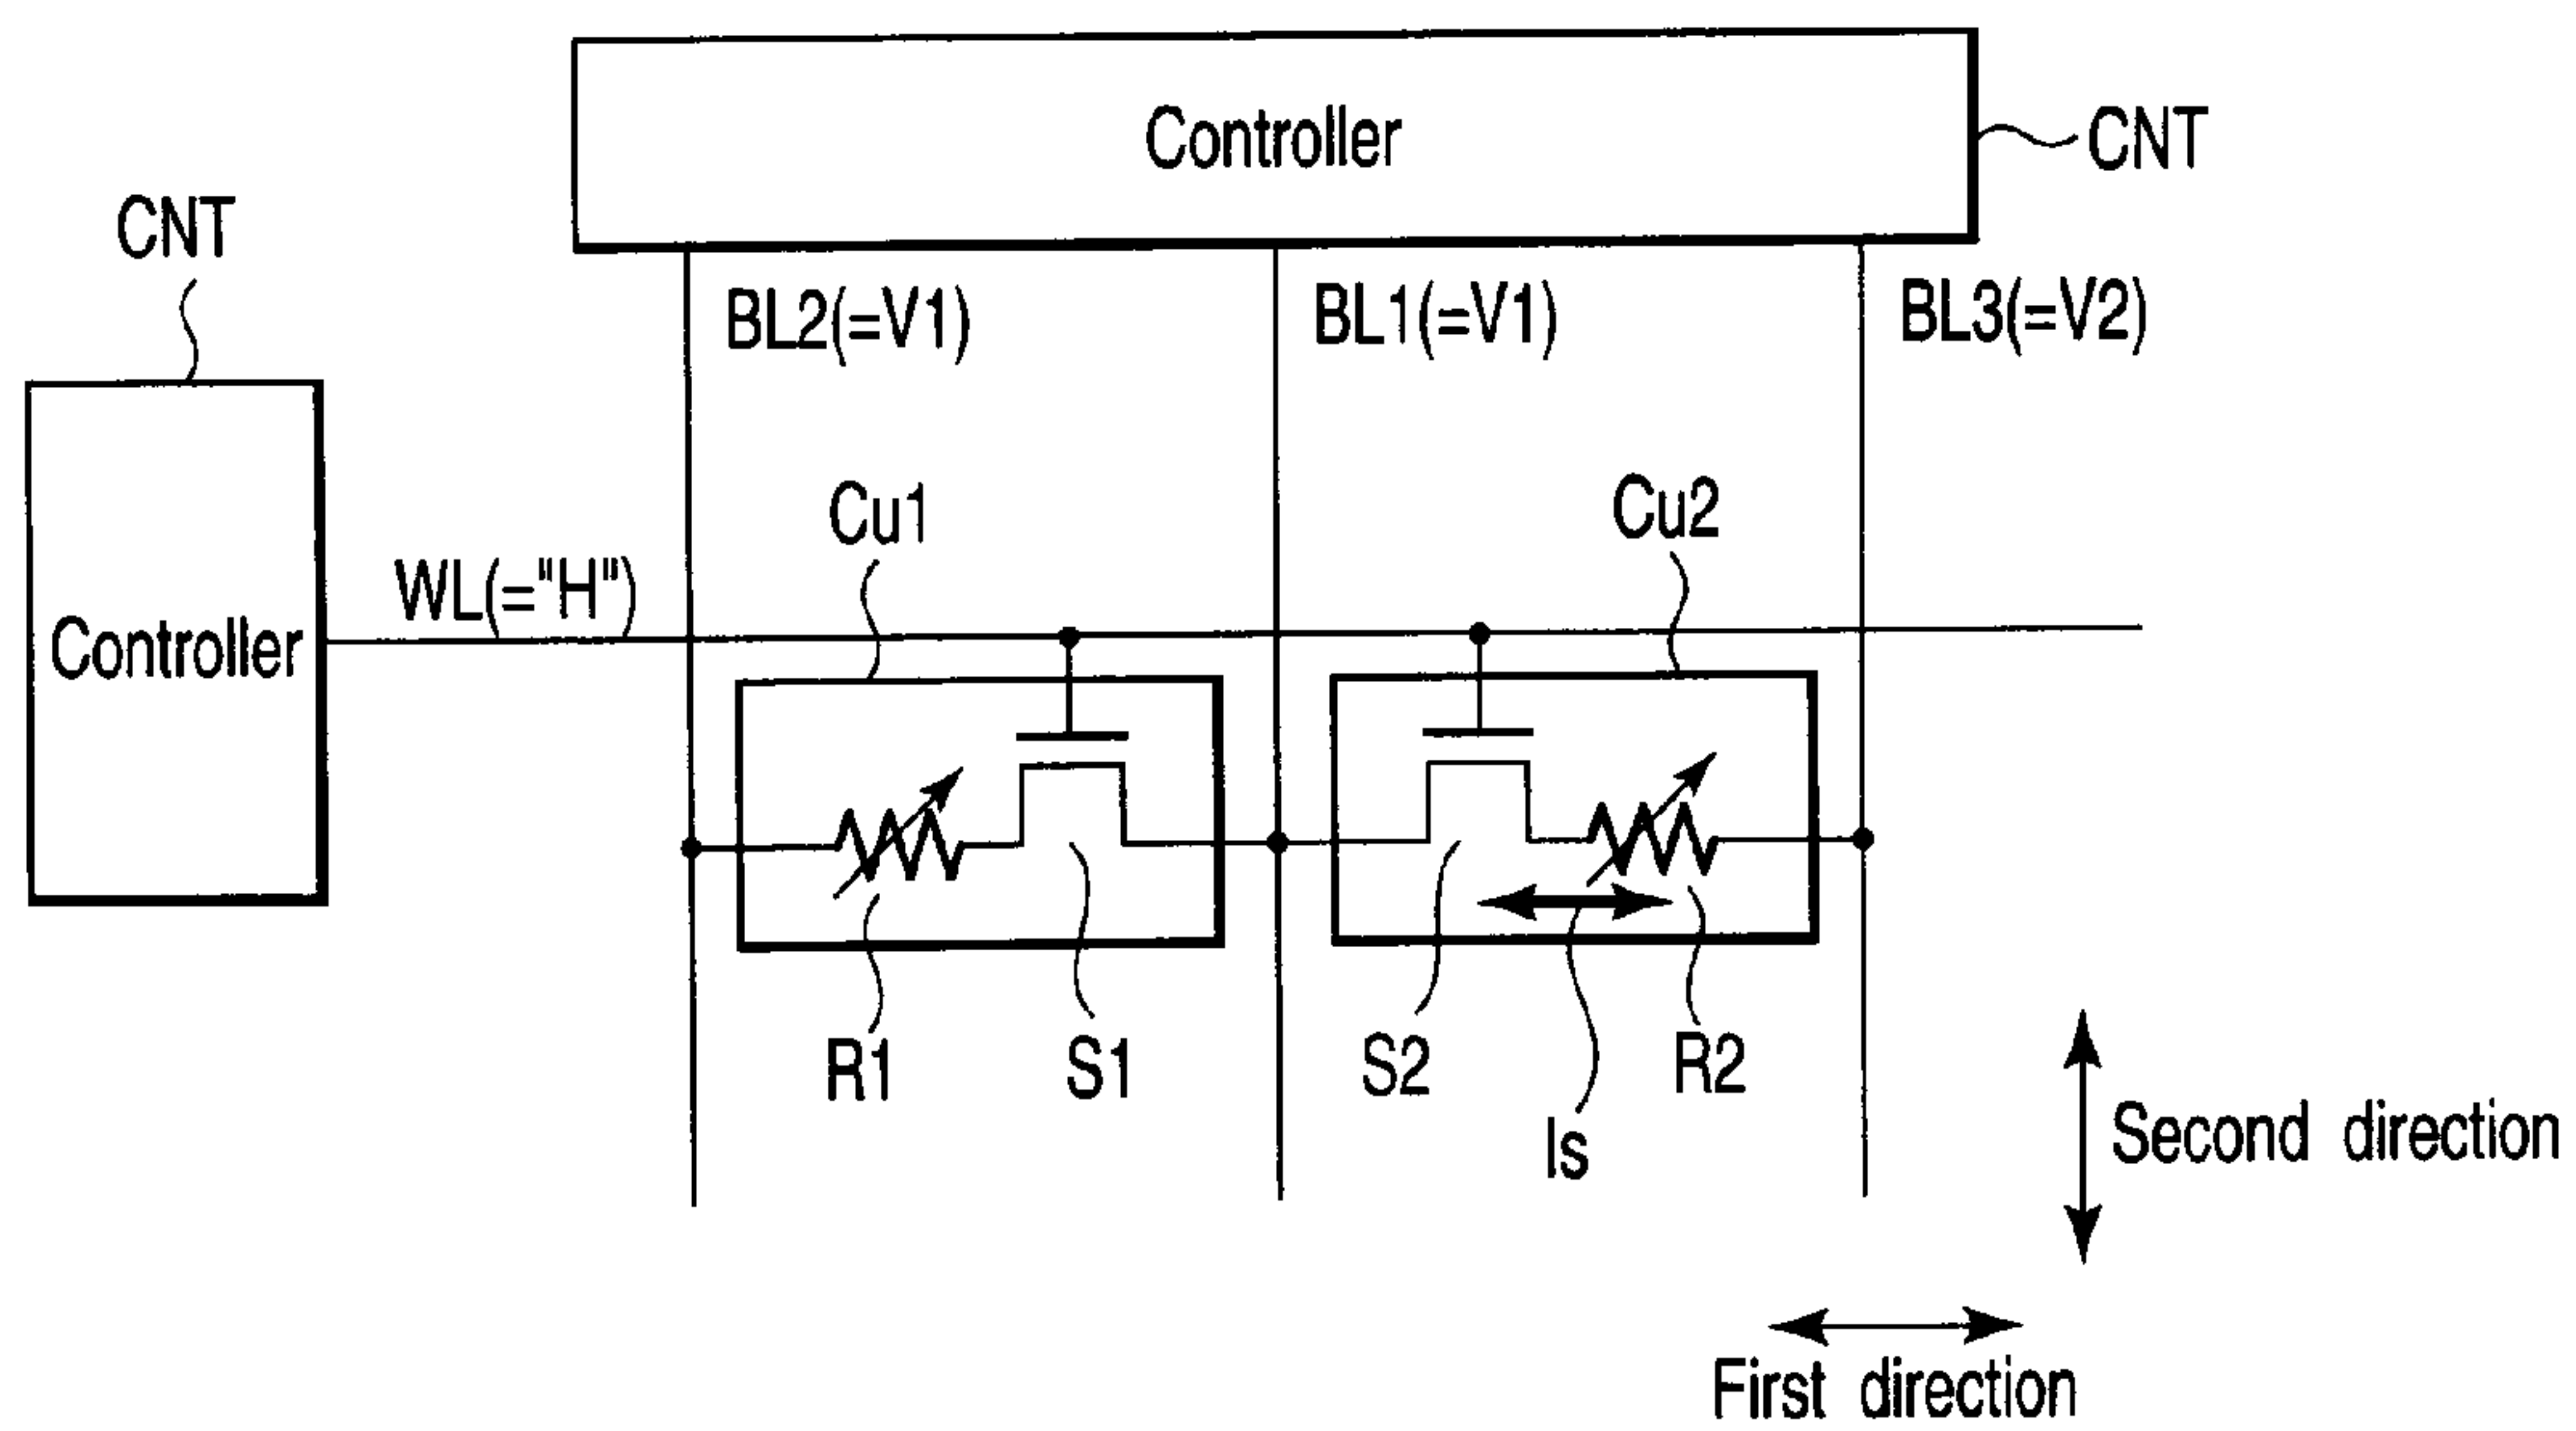 Controller
CNT
CNT
BL2(=V1)
BL1(=V1)
BL3(=V2)
Cu1
Cu2
WL(="H")
Controller
R1
S1
S2
R2
Is
Second direction
First direction